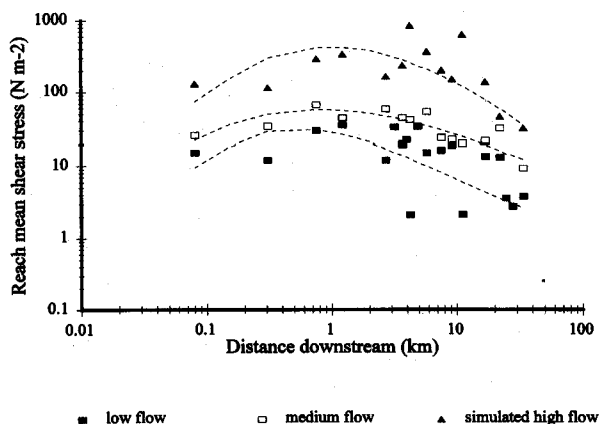 Reach mean shear stress (N m-2)
1000
100
10
1
0.1
0.01
0.1
1
10
100
Distance downstream (km)
low flow
medium flow
simulated high flow